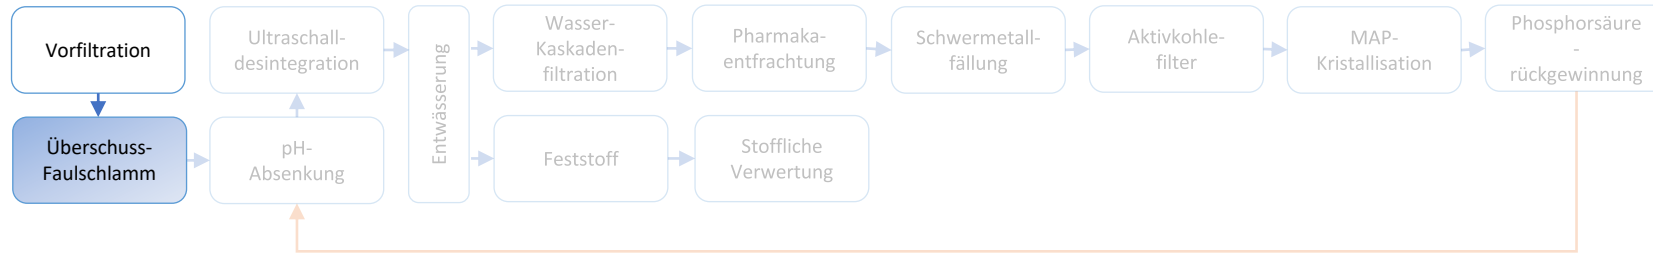 Vorfiltration
Überschuss-
Faulschlamm
pH-
Absenkung
Ultraschall-
desintegration
Entwässerung
Wasser-
Kaskaden-
filtration
Pharmaka-
entfrachtung
Schwermetall-
fällung
Aktivkohle-
filter
MAP-
Kristallisation
Phosphorsäure
-
rückgewinnung
Feststoff
Stoffliche
Verwertung